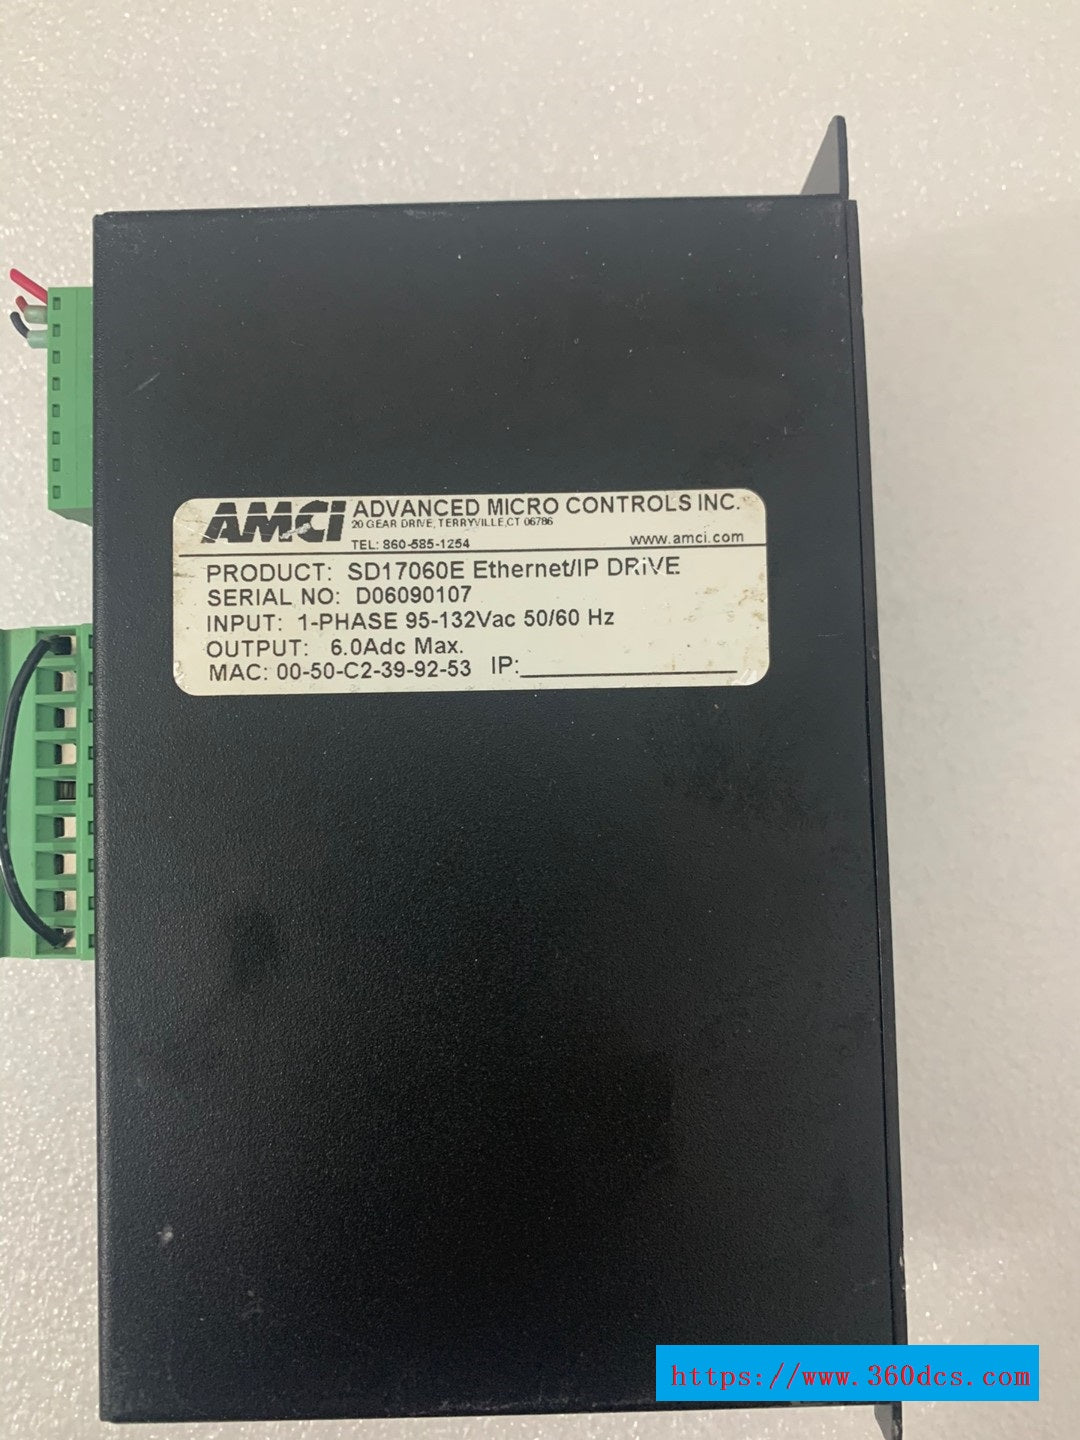 AMCI ADVANCED MICRO CONTROLS INC.
20 GEAR DRIVE, TERRYVILLE,CT 06786
TEL: 860-585-1254 www.amci.com
PRODUCT: SD17060E Ethernet/IP DRiVE
SERIAL NO: D06090107
INPUT: 1-PHASE 95-132Vac 50/60 Hz
OUTPUT: 6.0Adc Max.
MAC: 00-50-C2-39-92-53 IP:
https://www.360dcs.com